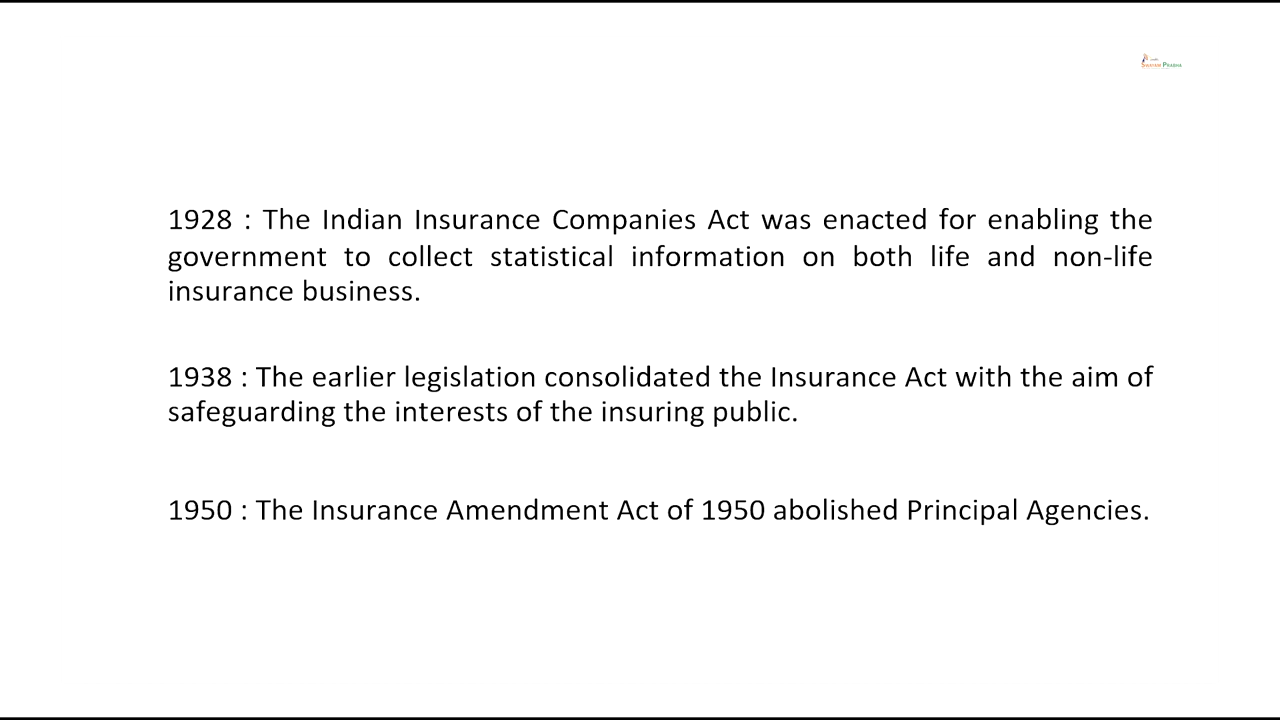 SWAYAM PRABHA
1928 : The Indian Insurance Companies Act was enacted for enabling the
government to collect statistical information on both life and non-life
insurance business.
1938 : The earlier legislation consolidated the Insurance Act with the aim of
safeguarding the interests of the insuring public.
1950 : The Insurance Amendment Act of 1950 abolished Principal Agencies.